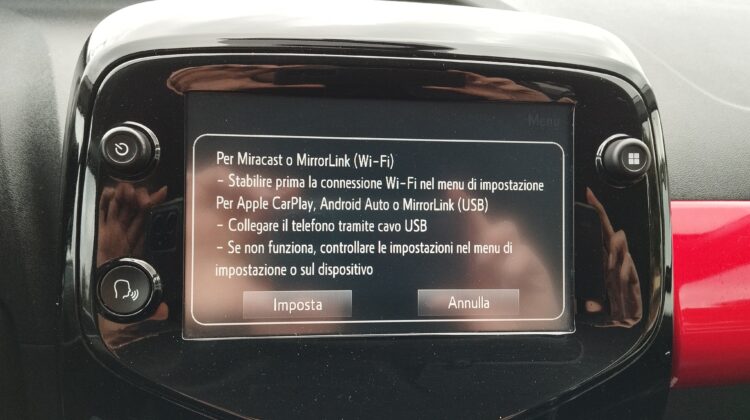 Menu
Per Miracast o MirrorLink (Wi-Fi)
- Stabilire prima la connessione Wi-Fi nel menu di impostazione
Per Apple CarPlay, Android Auto o MirrorLink (USB)
- Collegare il telefono tramite cavo USB
- Se non funziona, controllare le impostazioni nel menu di
impostazione o sul dispositivo
Imposta
Annulla